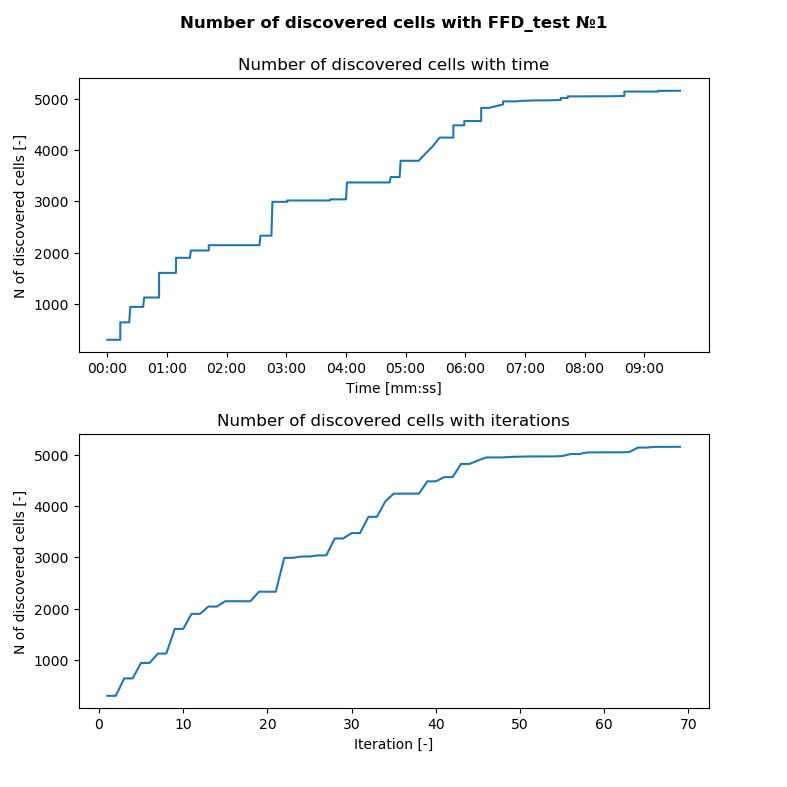 Number of discovered cells with FFD_test №1
Number of discovered cells with time
N of discovered cells [-]
5000
4000
3000
2000
1000
00:00 01:00 02:00 03:00 04:00 05:00 06:00 07:00 08:00 09:00
Time [mm:ss]
Number of discovered cells with iterations
N of discovered cells [-]
5000
4000
3000
2000
1000
0 10 20 30 40 50 60 70
Iteration [-]